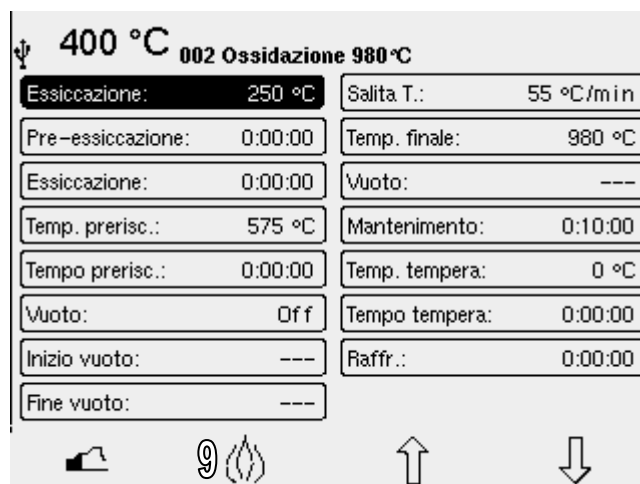 400 °C 002 Ossidazione 980°C
Essiccazione: 250 °C
Pre-essiccazione: 0:00:00
Essiccazione: 0:00:00
Temp. prerisc.: 575 °C
Tempo prerisc.: 0:00:00
Vuoto: Off
Inizio vuoto: ---
Fine vuoto: ---
Salita T.: 55 °C/min
Temp. finale: 980 °C
Vuoto: ---
Mantenimento: 0:10:00
Temp. tempera: 0 °C
Tempo tempera: 0:00:00
Raffr.: 0:00:00
9